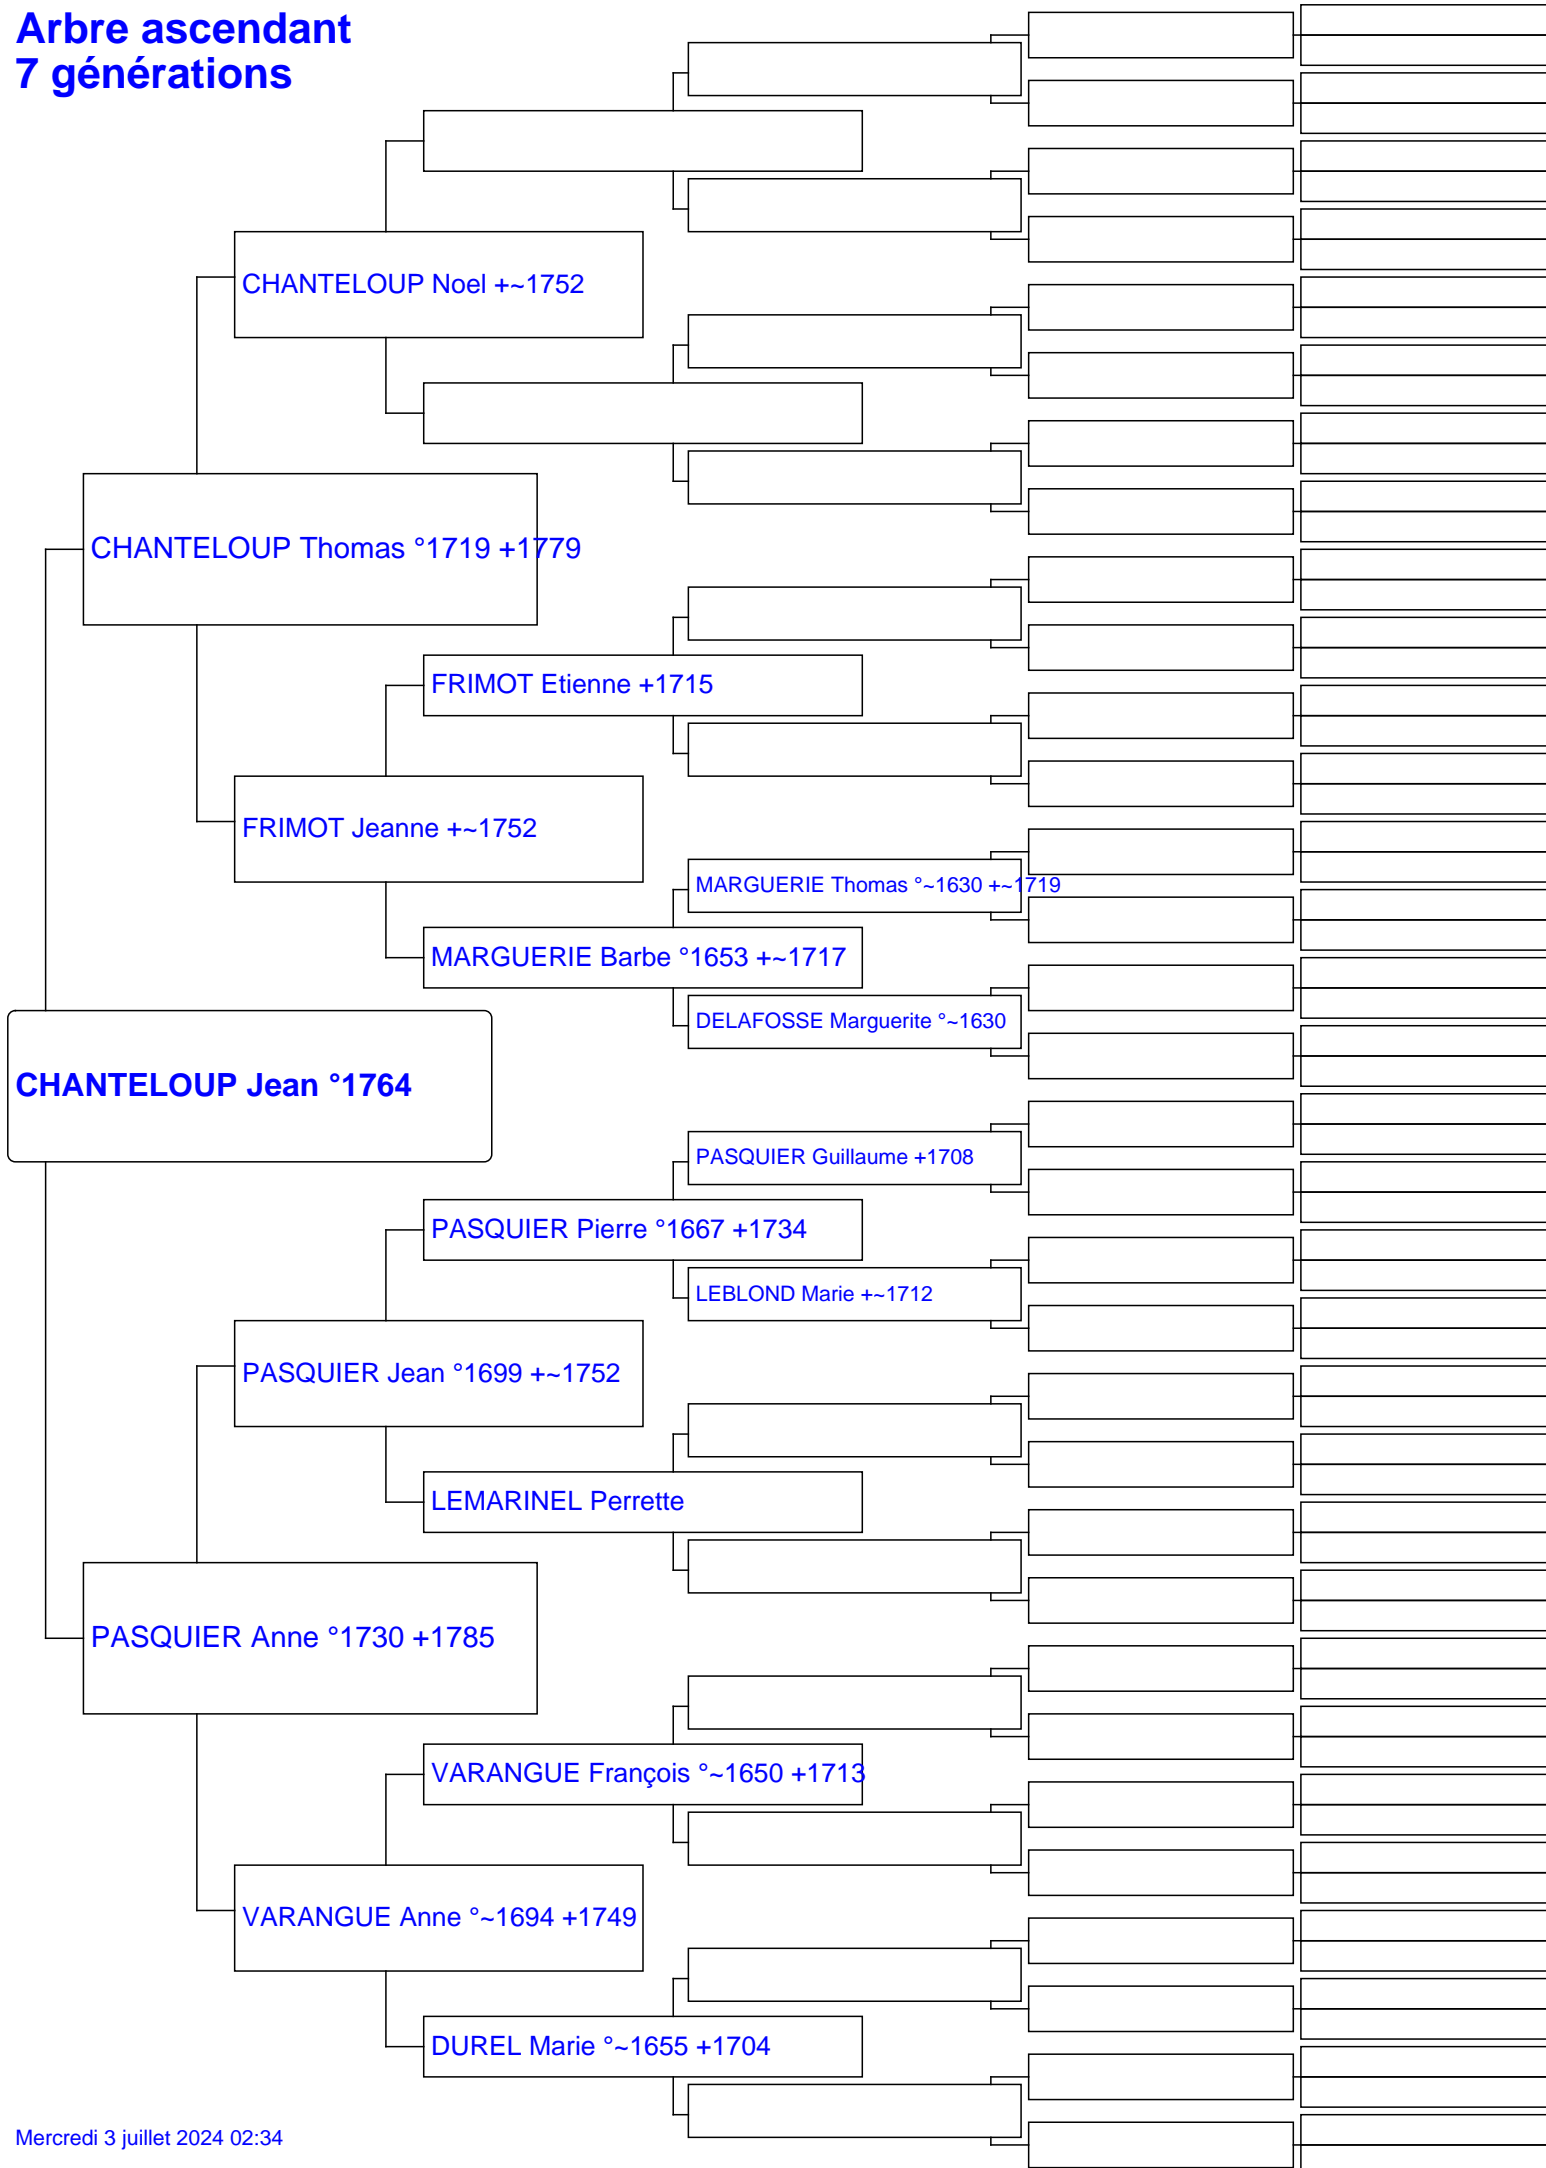 Arbre ascendant
7 générations
CHANTELOUP Noel +~1752
CHANTELOUP Thomas °1719 +1779
FRIMOT Etienne +1715
FRIMOT Jeanne +~1752
MARGUERIE Thomas °~1630 +~1719
MARGUERIE Barbe °1653 +~1717
DELAFOSSE Marguerite °~1630
CHANTELOUP Jean °1764
PASQUIER Guillaume +1708
PASQUIER Pierre °1667 +1734
LEBLOND Marie +~1712
PASQUIER Jean °1699 +~1752
LEMARINEL Perrette
PASQUIER Anne °1730 +1785
VARANGUE François °~1650 +1713
VARANGUE Anne °~1694 +1749
DUREL Marie °~1655 +1704
Mercredi 3 juillet 2024 02:34